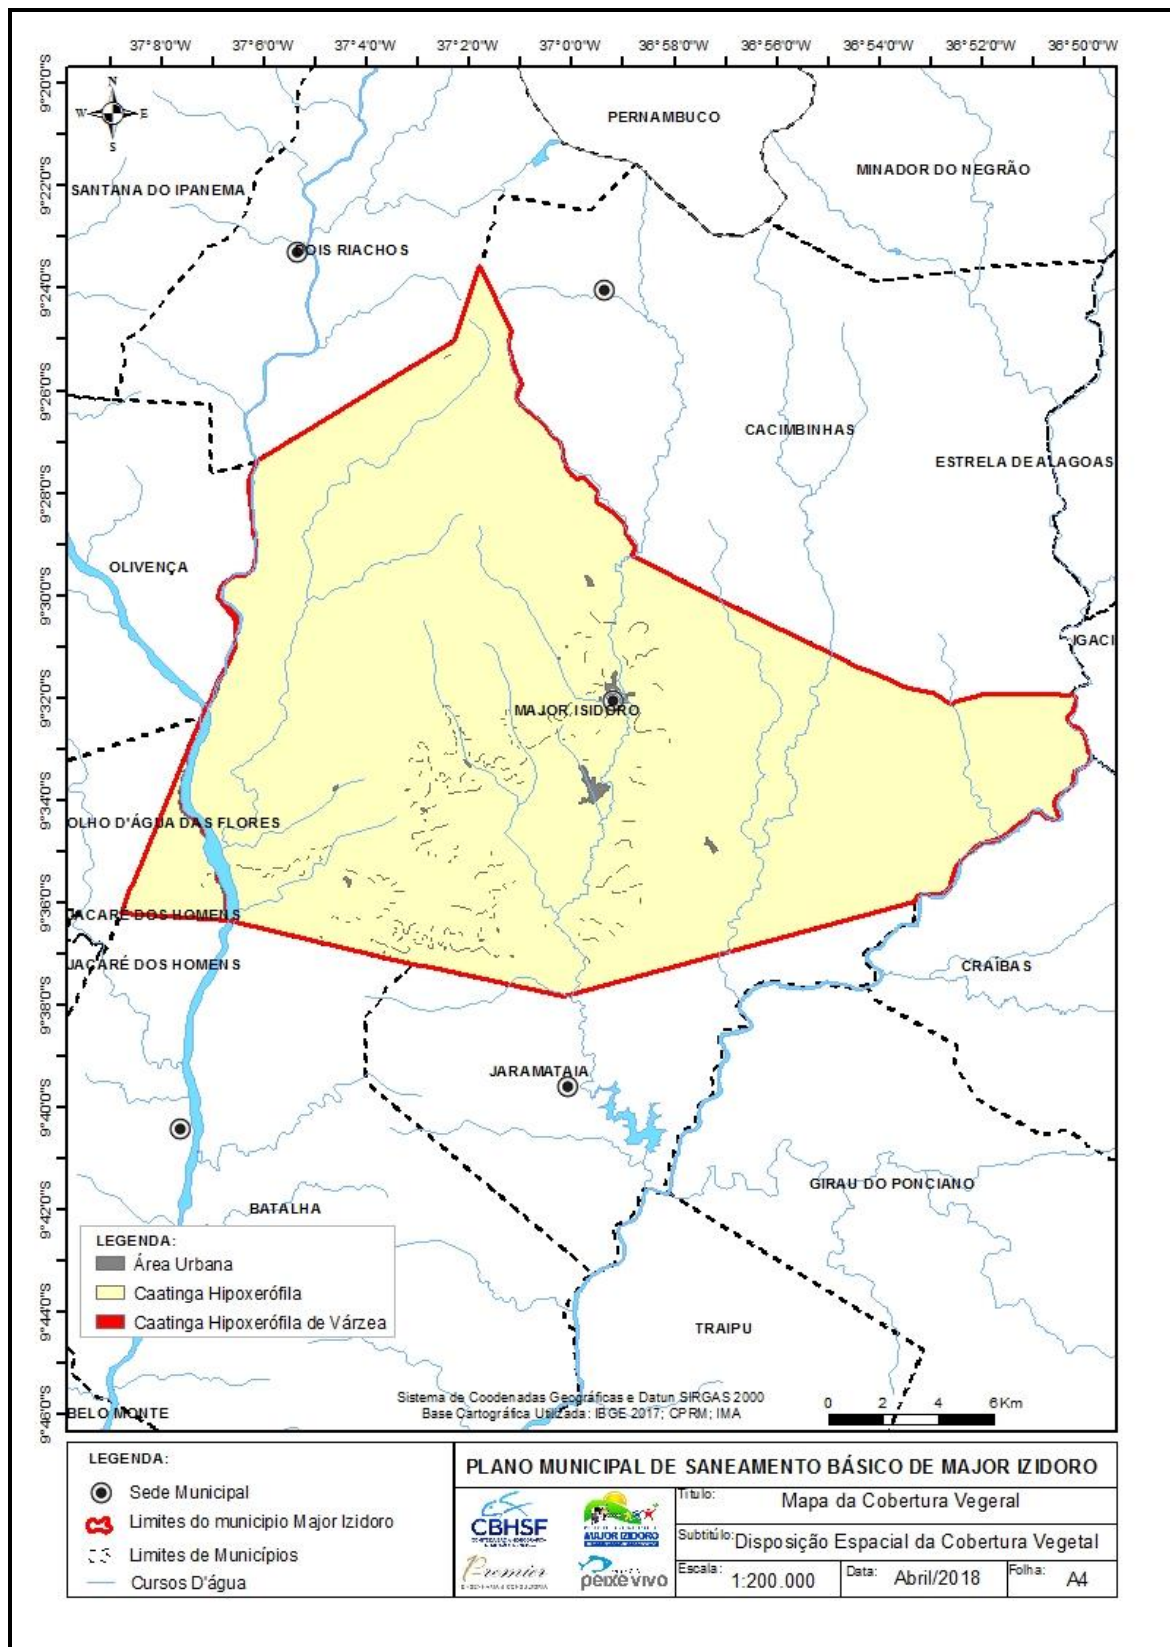 37°8'0"W 37°6'0"W 37°4'0"W 37°2'0"W 37°0'0"W 36°58'0"W 36°56'0"W 36°54'0"W 36°52'0"W 36°50'0"W
9°20'0"S
9°22'0"S
9°24'0"S
9°26'0"S
9°28'0"S
9°30'0"S
9°32'0"S
9°34'0"S
9°36'0"S
9°38'0"S
9°40'0"S
9°42'0"S
9°44'0"S
9°46'0"S
N
W E
S
PERNAMBUCO
MINADOR DO NEGRÃO
SANTANA DO IPANEMA
OIS RIACHOS
CACIMBINHAS
ESTRELA DE ALAGOAS
OLIVENÇA
IGACI
MAJOR ISIDORO
OLHO D'ÁGUA DAS FLORES
JACARÉ DOS HOMENS
JACARÉ DOS HOMENS
CRAÍBAS
JARAMATAIA
GIRAU DO PONCIANO
BATALHA
LEGENDA:
Área Urbana
Caatinga Hipoxerófila
Caatinga Hipoxerófila de Várzea
TRAIPU
BELO MONTE
Sistema de Coodenadas Geográficas e Datun SIRGAS 2000
Base Cartográfica Utilizada: IBGE 2017; CPRM; IMA
0 2 4 6 Km
LEGENDA:
Sede Municipal
Limites do municipio Major Izidoro
Limites de Municípios
Cursos D'água
PLANO MUNICIPAL DE SANEAMENTO BÁSICO DE MAJOR IZIDORO
CBHSF
MAJOR IZIDORO
Premier
peixe vivo
Titulo: Mapa da Cobertura Vegeral
Subtitúlo: Disposição Espacial da Cobertura Vegetal
Escala: 1:200.000
Data: Abril/2018
Folha: A4